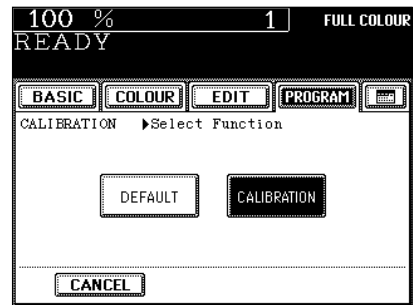 100 % 1 FULL COLOUR
READY
BASIC COLOUR EDIT PROGRAM
CALIBRATION ▶Select Function
DEFAULT CALIBRATION
CANCEL